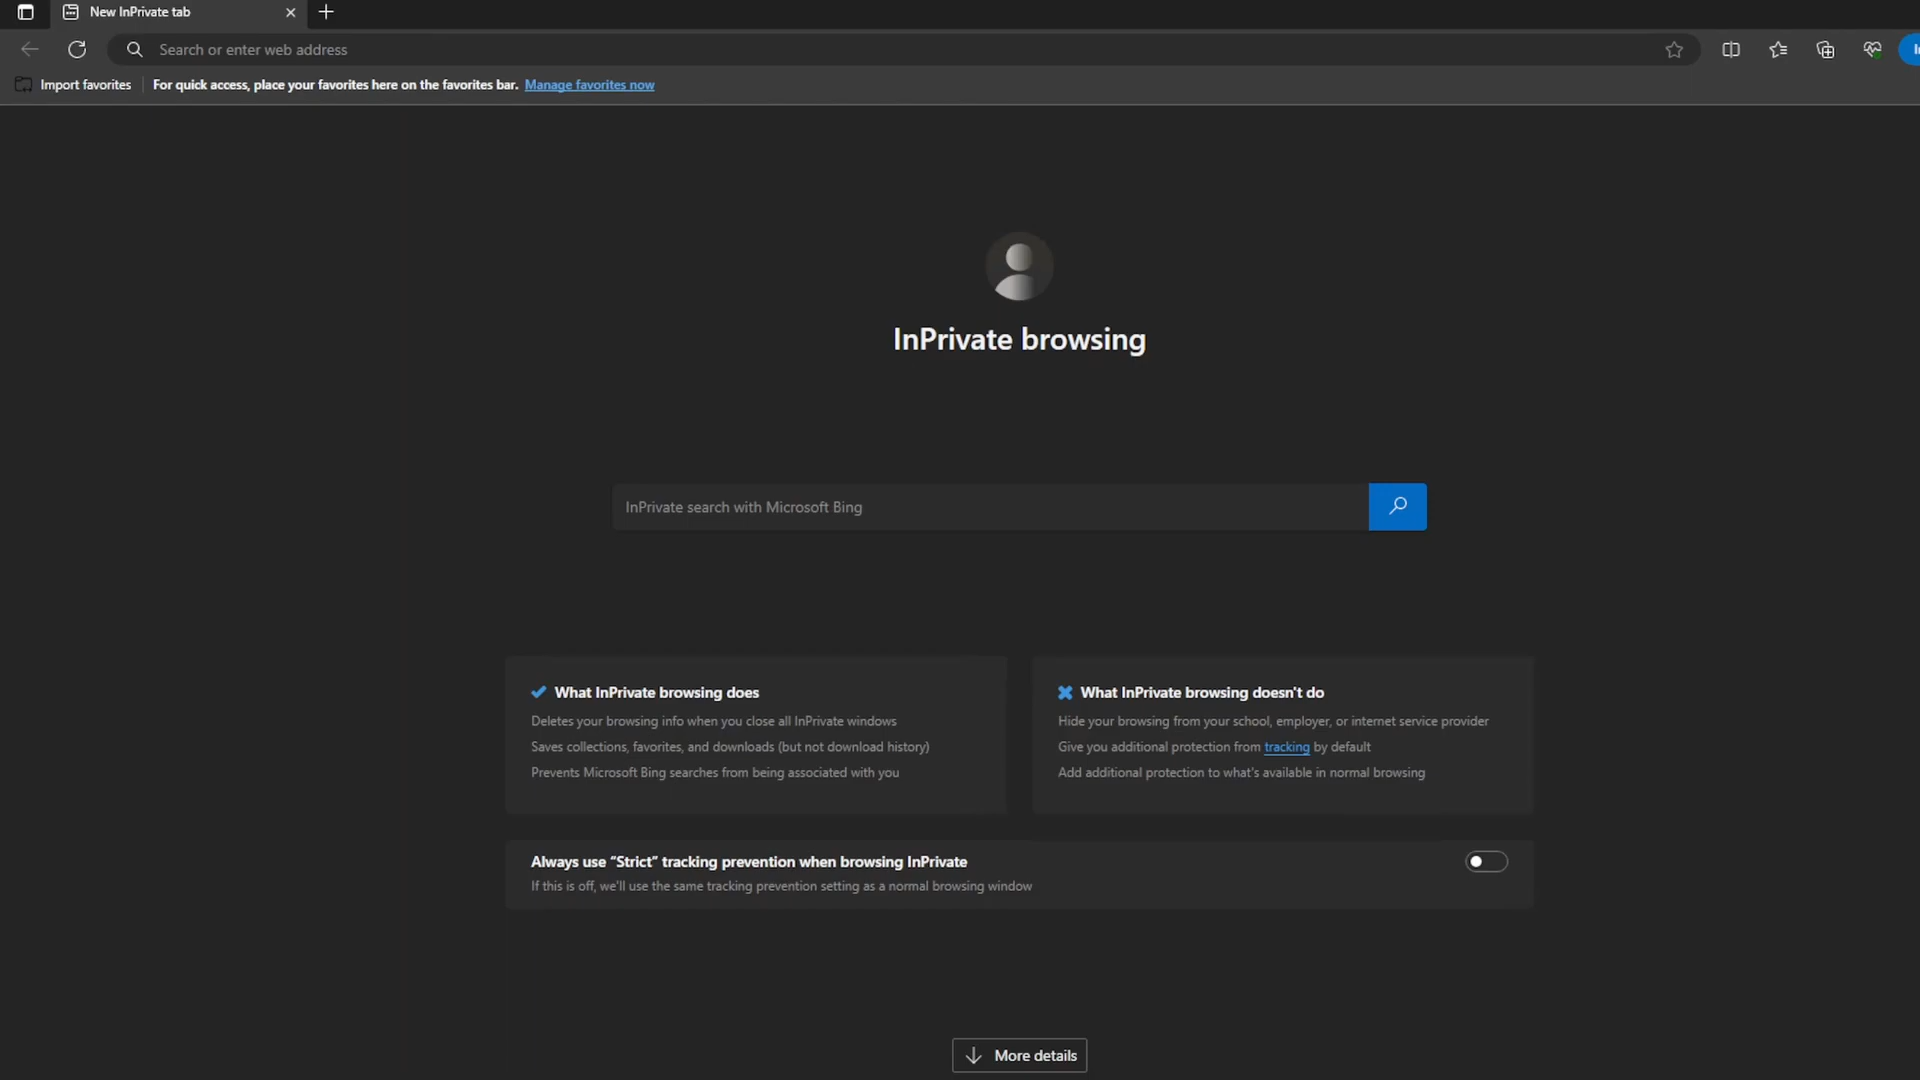 New InPrivate tab
Search or enter web address
Import favorites
For quick access, place your favorites here on the favorites bar. Manage favorites now
InPrivate browsing
InPrivate search with Microsoft Bing
What InPrivate browsing does
Deletes your browsing info when you close all InPrivate windows
Saves collections, favorites, and downloads (but not download history)
Prevents Microsoft Bing searches from being associated with you
What InPrivate browsing doesn't do
Hide your browsing from your school, employer, or internet service provider
Give you additional protection from tracking by default
Add additional protection to what's available in normal browsing
Always use “Strict” tracking prevention when browsing InPrivate
If this is off, we'll use the same tracking prevention setting as a normal browsing window
More details